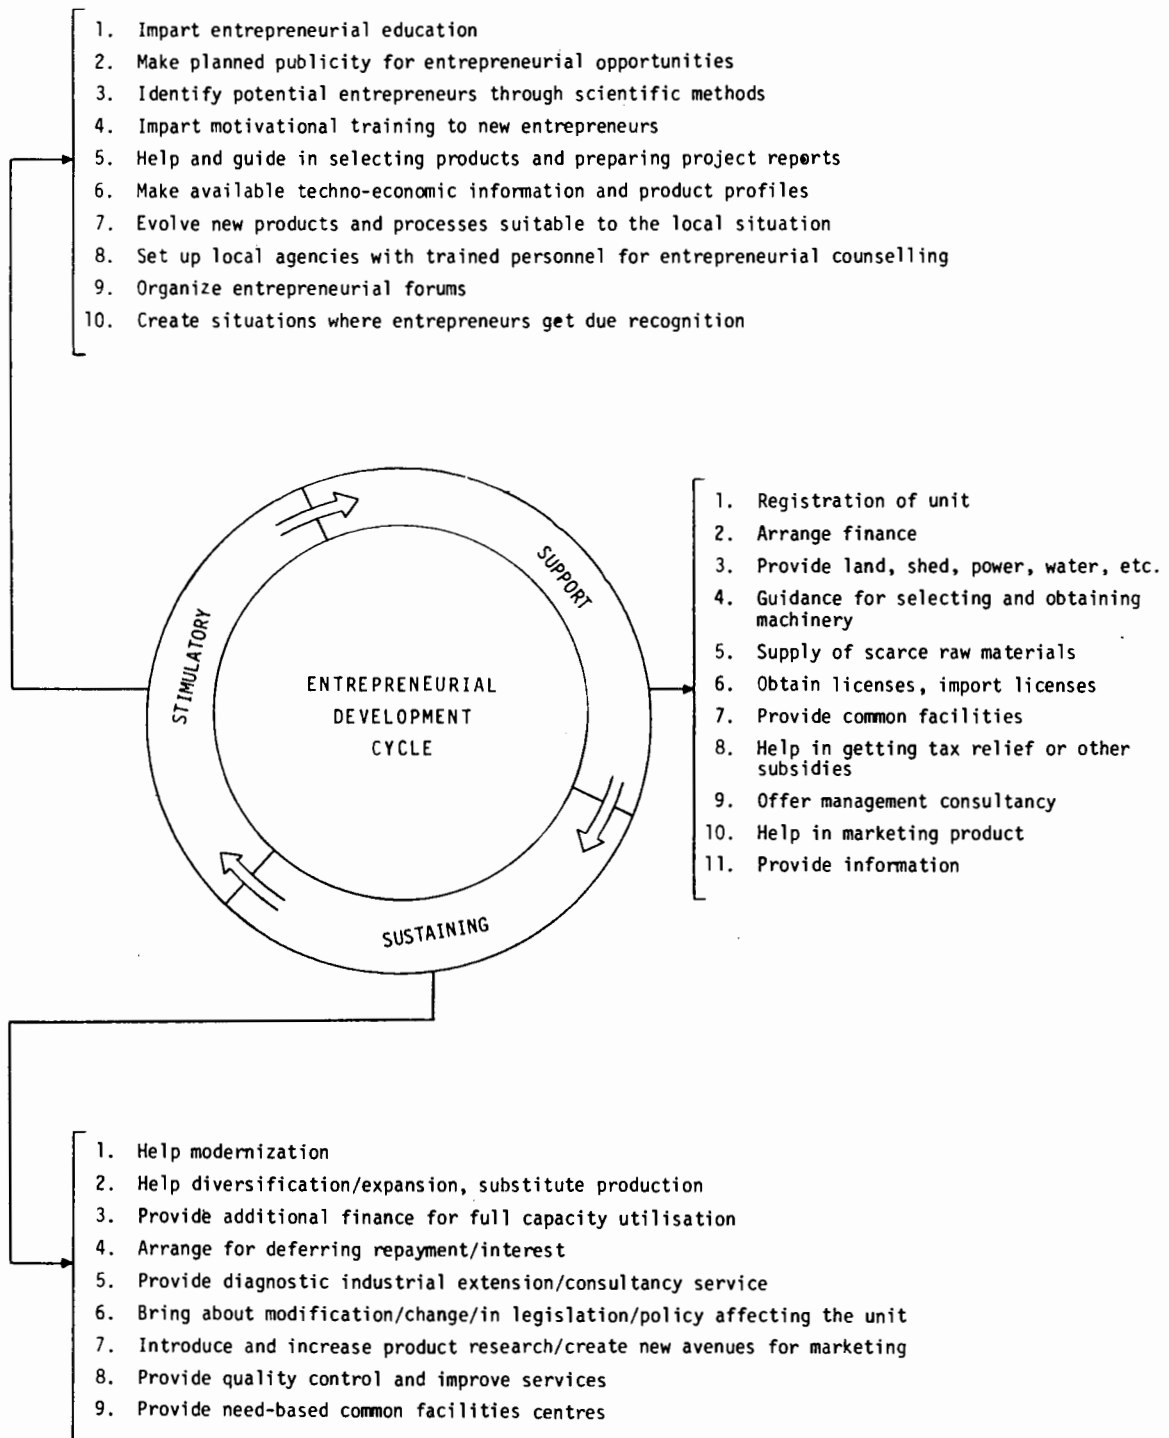 1. Impart entrepreneurial education
2. Make planned publicity for entrepreneurial opportunities
3. Identify potential entrepreneurs through scientific methods
4. Impart motivational training to new entrepreneurs
5. Help and guide in selecting products and preparing project reports
6. Make available techno-economic information and product profiles
7. Evolve new products and processes suitable to the local situation
8. Set up local agencies with trained personnel for entrepreneurial counselling
9. Organize entrepreneurial forums
10. Create situations where entrepreneurs get due recognition
STIMULATORY
SUPPORT
SUSTAINING
ENTREPRENEURIAL
DEVELOPMENT
CYCLE
1. Registration of unit
2. Arrange finance
3. Provide land, shed, power, water, etc.
4. Guidance for selecting and obtaining
machinery
5. Supply of scarce raw materials
6. Obtain licenses, import licenses
7. Provide common facilities
8. Help in getting tax relief or other
subsidies
9. Offer management consultancy
10. Help in marketing product
11. Provide information
1. Help modernization
2. Help diversification/expansion, substitute production
3. Provide additional finance for full capacity utilisation
4. Arrange for deferring repayment/interest
5. Provide diagnostic industrial extension/consultancy service
6. Bring about modification/change/in legislation/policy affecting the unit
7. Introduce and increase product research/create new avenues for marketing
8. Provide quality control and improve services
9. Provide need-based common facilities centres